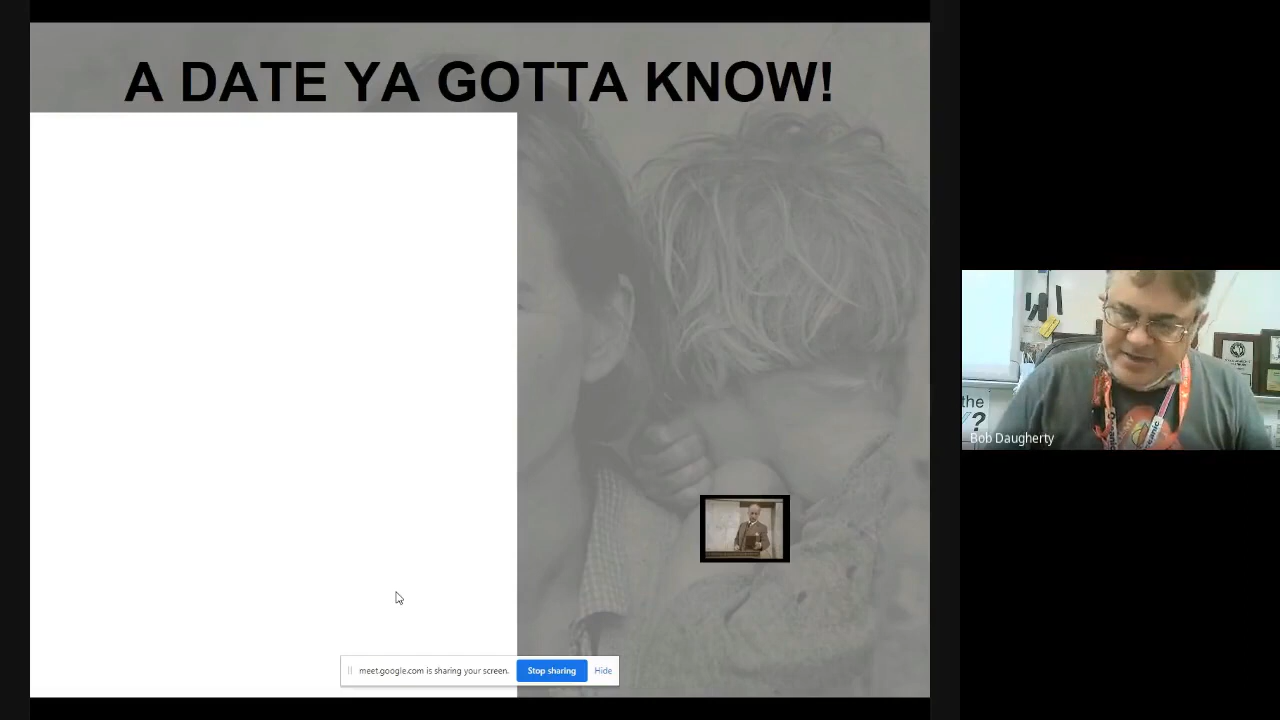 A DATE YA GOTTA KNOW!
the
?
Bob Daugherty
meet.google.com is sharing your screen.
Stop sharing
Hide